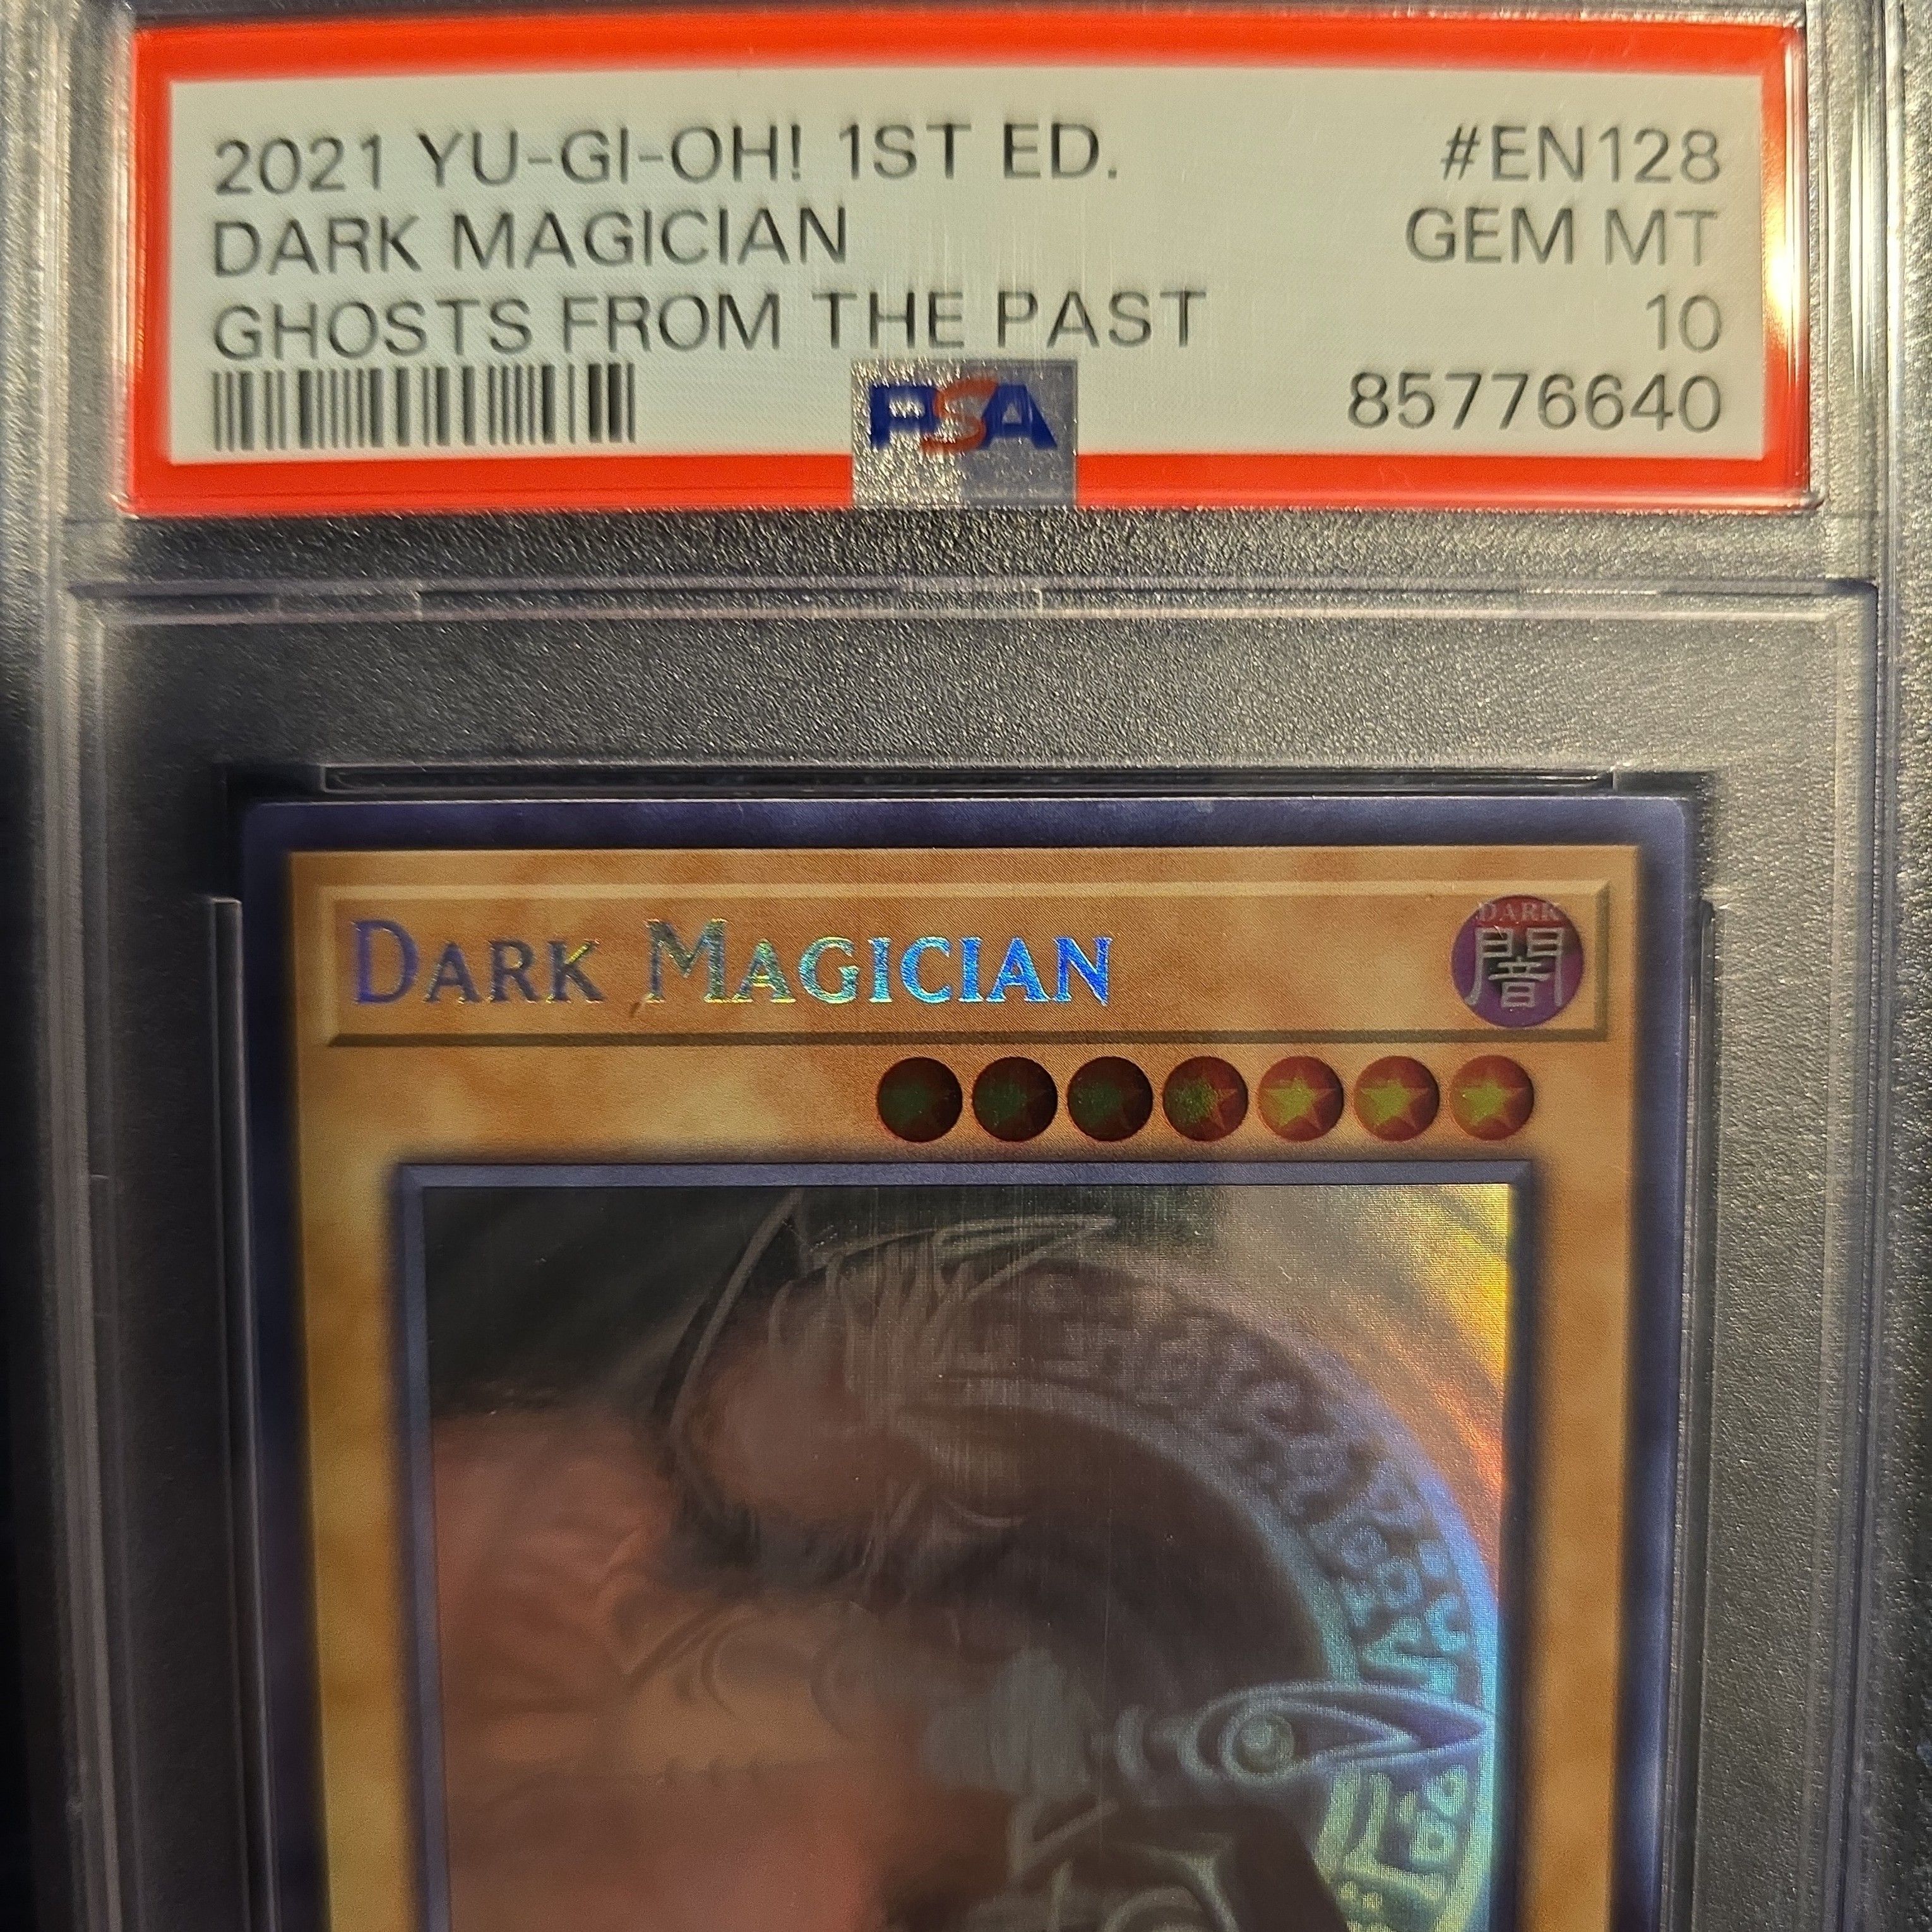 2021 YU-GI-OH! 1ST ED. #EN128
DARK MAGICIAN GEM MT
GHOSTS FROM THE PAST 10
PSA 85776640
DARK MAGICIAN
DARK
闇